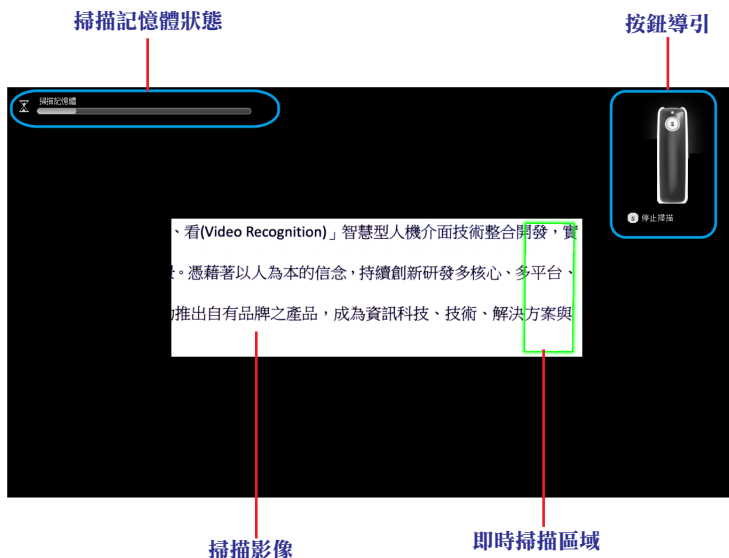 掃描記憶體狀態
按鈕導引
掃描記憶體
S
S 停止掃描
、看(Video Recognition)」智慧型人機介面技術整合開發，實
。憑藉著以人為本的信念，持續創新研發多核心、多平台、
推出自有品牌之產品，成為資訊科技、技術、解決方案與
掃描影像
即時掃描區域